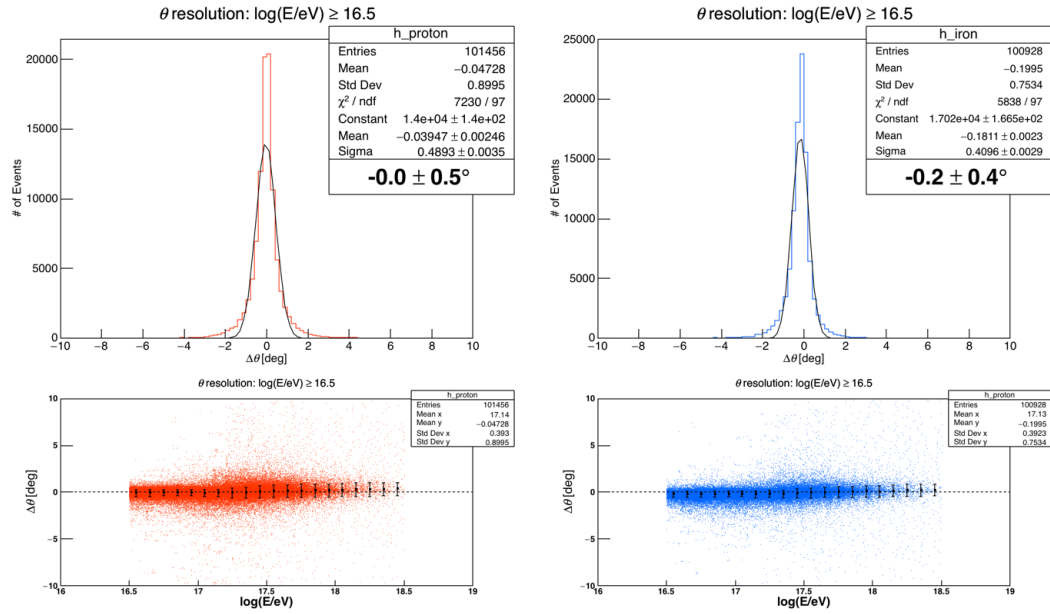 θ resolution: log(E/eV) ≥ 16.5
h_proton
Entries 101456
Mean −0.04728
Std Dev 0.8995
χ² / ndf 7230 / 97
Constant 1.4e+04 ± 1.4e+02
Mean −0.03947 ± 0.00246
Sigma 0.4893 ± 0.0035
-0.0 ± 0.5°
# of Events
20000
15000
10000
5000
0
−10 −8 −6 −4 −2 0 2 4 6 8 10
Δθ [deg]
θ resolution: log(E/eV) ≥ 16.5
h_iron
Entries 100928
Mean −0.1995
Std Dev 0.7534
χ² / ndf 5838 / 97
Constant 1.702e+04 ± 1.665e+02
Mean −0.1811 ± 0.0023
Sigma 0.4096 ± 0.0029
-0.2 ± 0.4°
# of Events
25000
20000
15000
10000
5000
0
−10 −8 −6 −4 −2 0 2 4 6 8 10
Δθ [deg]
θ resolution: log(E/eV) ≥ 16.5
h_proton
Entries 101456
Mean x 17.14
Mean y −0.04728
Std Dev x 0.393
Std Dev y 0.8995
Δθ [deg]
10
5
0
−5
−10
16 16.5 17 17.5 18 18.5 19
log(E/eV)
θ resolution: log(E/eV) ≥ 16.5
h_proton
Entries 100928
Mean x 17.13
Mean y −0.1995
Std Dev x 0.3923
Std Dev y 0.7534
Δθ [deg]
10
5
0
−5
−10
16 16.5 17 17.5 18 18.5 19
log(E/eV)